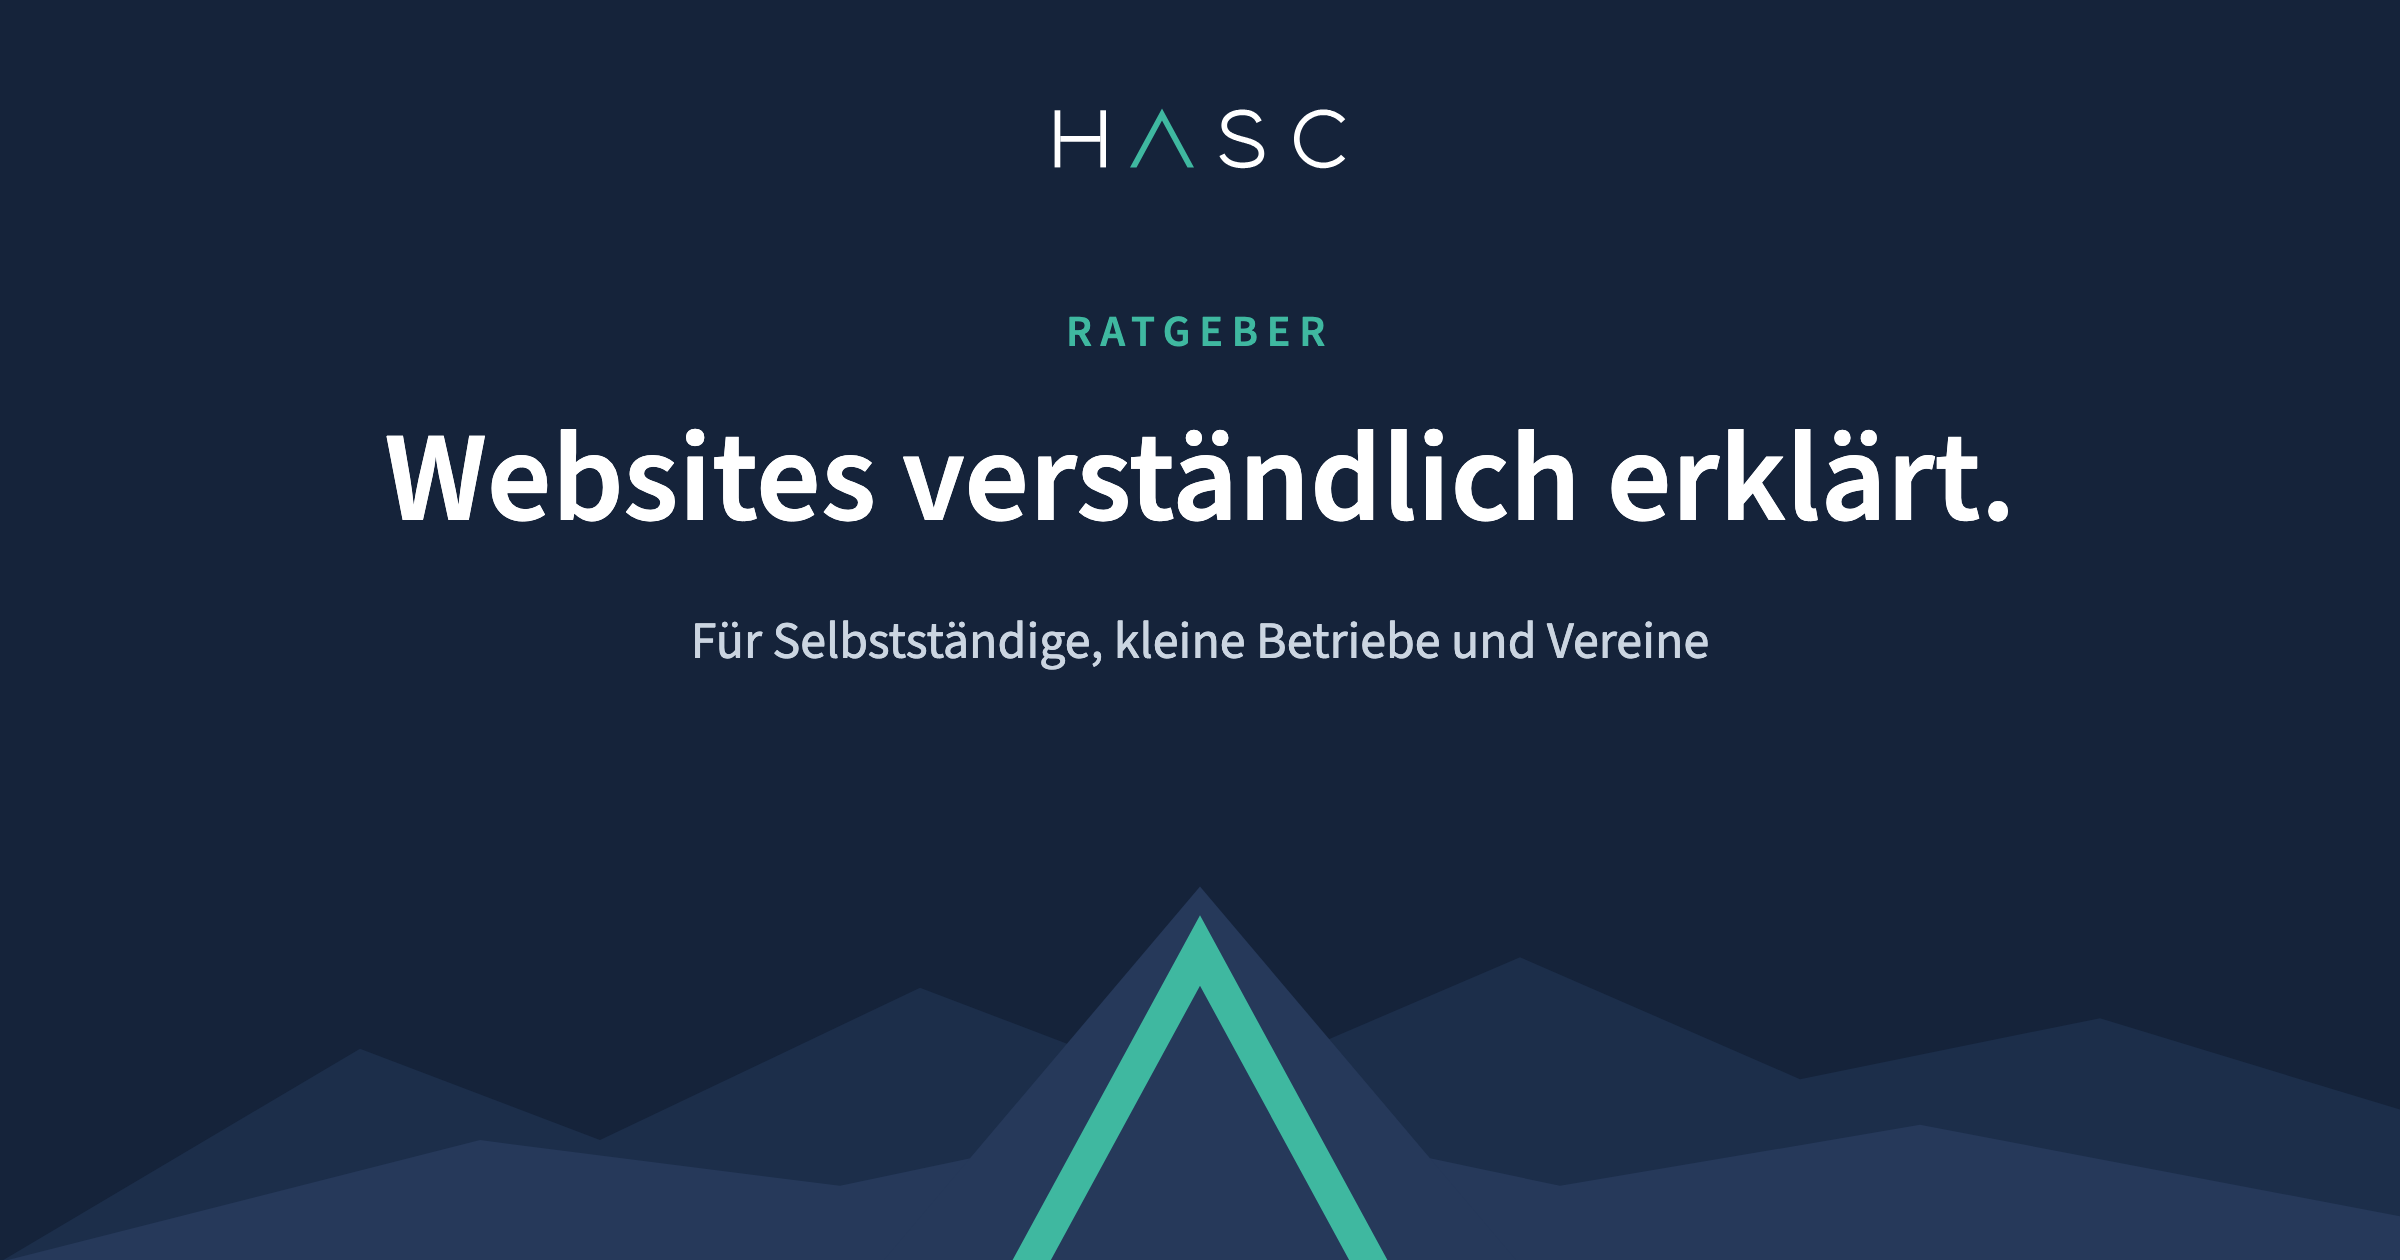 HASC
RATGEBER
Websites verständlich erklärt.
Für Selbstständige, kleine Betriebe und Vereine